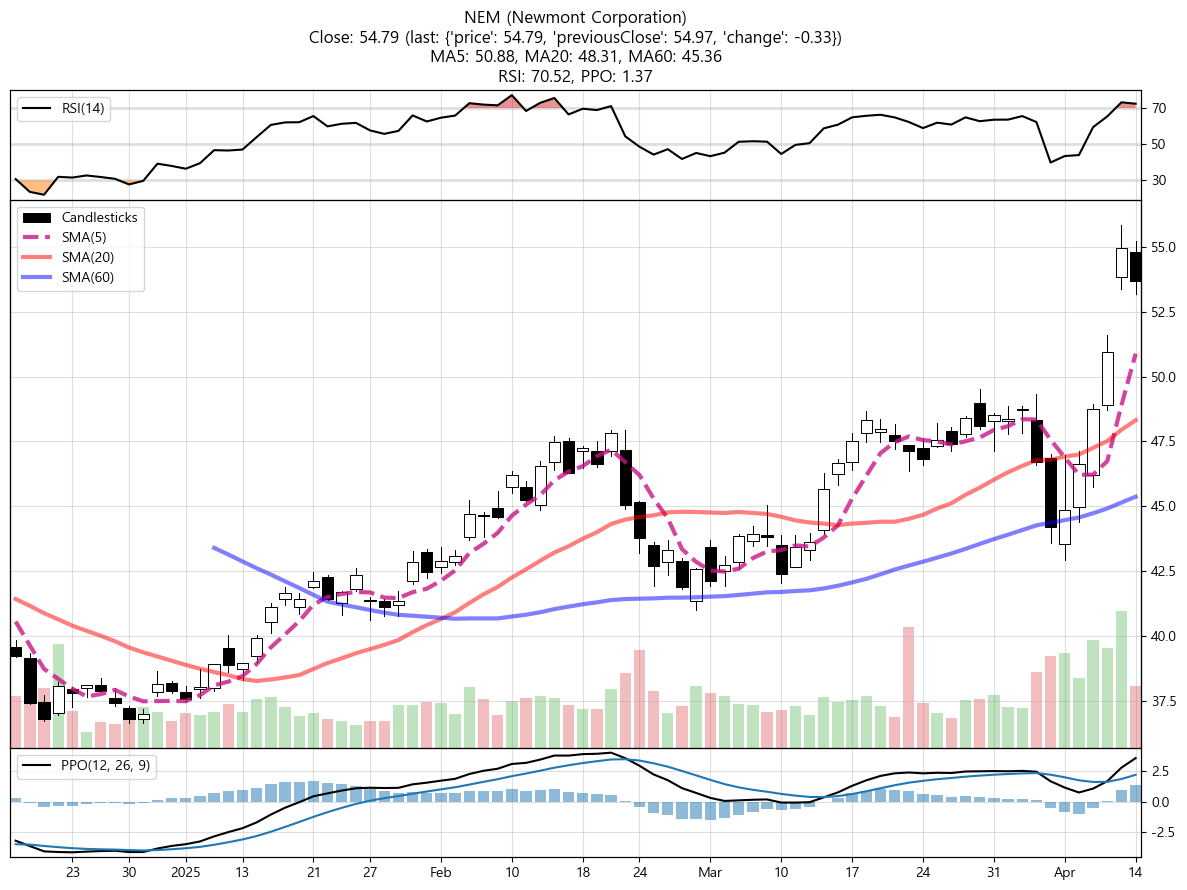 NEM (Newmont Corporation)
Close: 54.79 (last: {'price': 54.79, 'previousClose': 54.97, 'change': -0.33})
MA5: 50.88, MA20: 48.31, MA60: 45.36
RSI: 70.52, PPO: 1.37
RSI(14)
70
50
30
Candlesticks
SMA(5)
SMA(20)
SMA(60)
55.0
52.5
50.0
47.5
45.0
42.5
40.0
37.5
PPO(12, 26, 9)
2.5
0.0
−2.5
23 30 2025 13 21 27 Feb 10 18 24 Mar 10 17 24 31 Apr 14